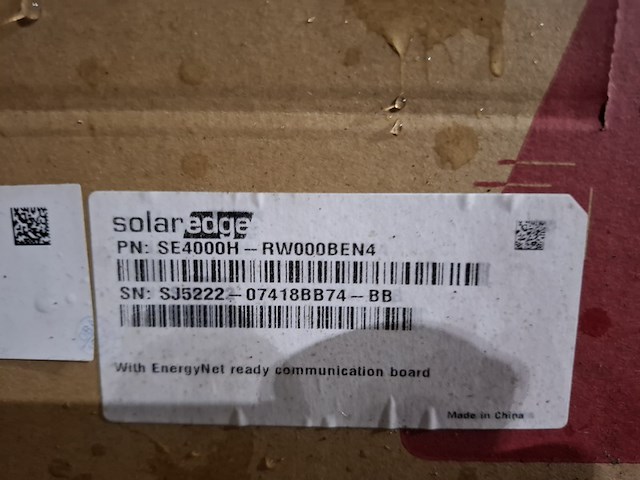 solaredge
PN: SE4000H-RW000BEN4
SN: SJ5222-07418BB74-BB
With EnergyNet ready communication board
Made in China